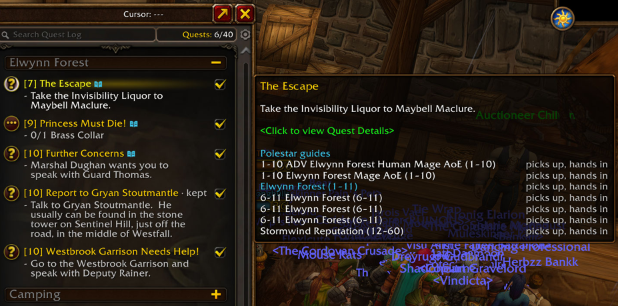 Cursor: ---
Search Quest Log
Quests: 6/40
Elwynn Forest
[7] The Escape
- Take the Invisibility Liquor to
Maybell Maclure.
[9] Princess Must Die!
- 0/1 Brass Collar
[10] Further Concerns
- Marshal Dughan wants you to
speak with Guard Thomas.
[10] Report to Gryan Stoutmantle · kept
- Talk to Gryan Stoutmantle. He
usually can be found in the stone
tower on Sentinel Hill, just off
the road, in the middle of Westfall.
[10] Westbrook Garrison Needs Help!
- Go to the Westbrook Garrison and
speak with Deputy Rainer.
Camping
The Escape
Take the Invisibility Liquor to Maybell Maclure.
Auctioneer Chil
<Click to view Quest Details>
Polestar guides
1-10 ADV Elwynn Forest Human Mage AoE (1-10) picks up, hands in
1-10 Elwynn Forest Mage AoE (1-10) picks up, hands in
Elwynn Forest (1-11) picks up, hands in
6-11 Elwynn Forest (6-11) picks up, hands in
6-11 Elwynn Forest (6-11) picks up, hands in
6-11 Elwynn Forest (6-11) picks up, hands in
Stormwind Reputation (12-60) picks up, hands in
<The Cordoven Crusade>
Professional
Mouse Rats
Herbzz Bankk
Th
<Vindicta>